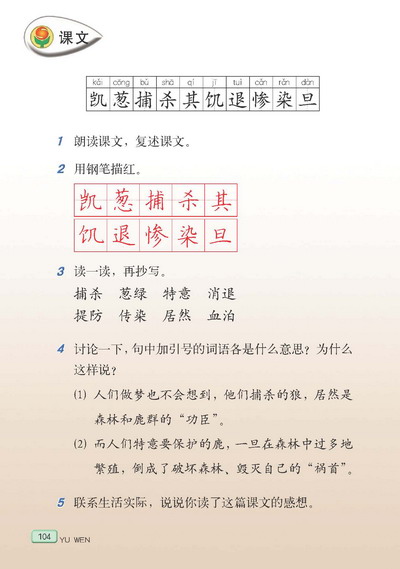 课文
kǎi cōng bǔ shā qí jī tuì cǎn rǎn dàn
凯葱捕杀其饥退惨染旦
1 朗读课文，复述课文。
2 用钢笔描红。
凯葱捕杀其
饥退惨染旦
3 读一读，再抄写。
捕杀 葱绿 特意 消退
提防 传染 居然 血泊
4 讨论一下，句中加引号的词语各是什么意思？为什么
这样说？
(1) 人们做梦也不会想到，他们捕杀的狼，居然是
森林和鹿群的“功臣”。
(2) 而人们特意要保护的鹿，一旦在森林中过多地
繁殖，倒成了破坏森林、毁灭自己的“祸首”。
5 联系生活实际，说说你读了这篇课文的感想。
104 YU WEN